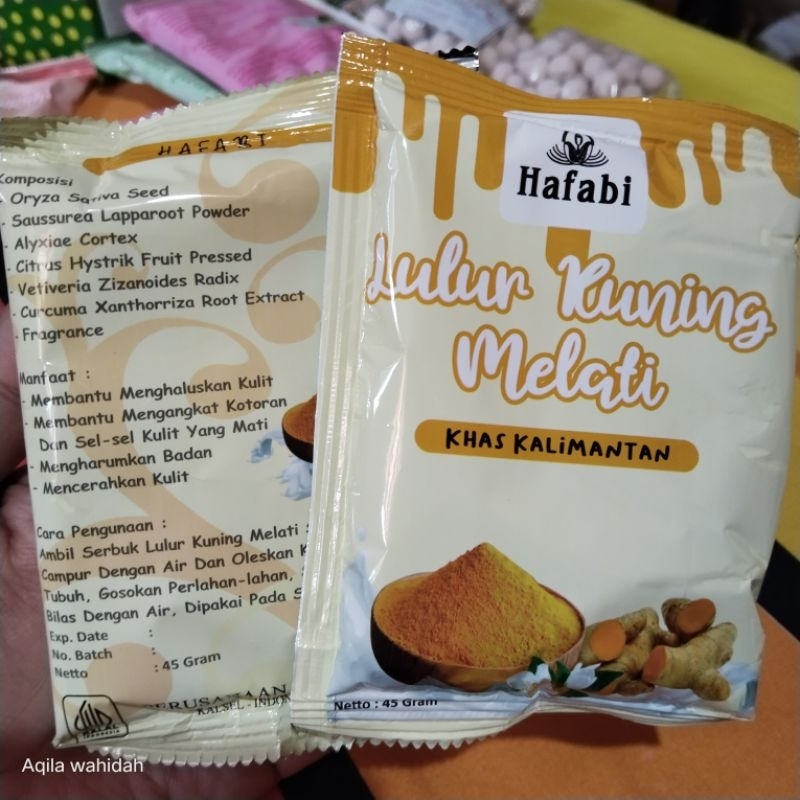 HAFABI
Komposisi
- Oryza Sativa Seed
- Saussurea Lapparoot Powder
- Alyxiae Cortex
- Citrus Hystrik Fruit Pressed
- Vetiveria Zizanoides Radix
- Curcuma Xanthorriza Root Extract
- Fragrance
Manfaat :
- Membantu Menghaluskan Kulit
- Membantu Mengangkat Kotoran
Dan Sel-sel Kulit Yang Mati
- Mengharumkan Badan
- Mencerahkan Kulit
Cara Pengunaan :
Ambil Serbuk Lulur Kuning Melati
Campur Dengan Air Dan Oleskan
Tubuh, Gosokan Perlahan-lahan,
Bilas Dengan Air, Dipakai Pada
Exp. Date :
No. Batch :
Netto : 45 Gram
KALSEL -
HALAL
INDONESIA
Hafabi
Lulur Kuning
Melati
KHAS KALIMANTAN
Netto : 45 Gram
Aqila wahidah